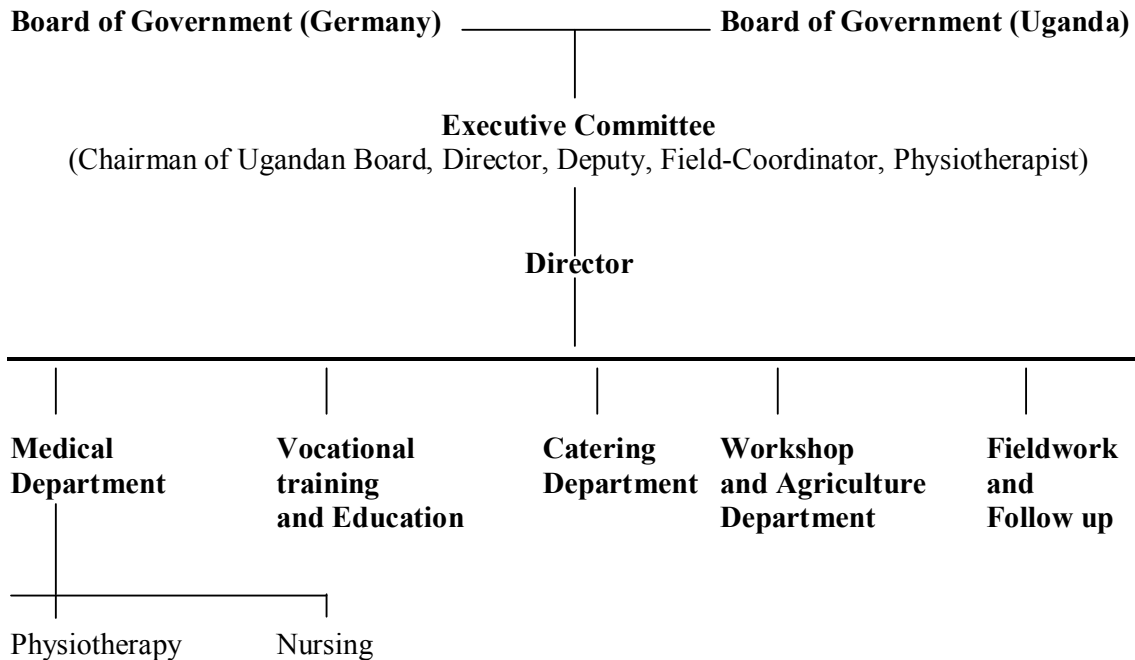 Board of Government (Germany) Board of Government (Uganda)
Executive Committee
(Chairman of Ugandan Board, Director, Deputy, Field-Coordinator, Physiotherapist)
Director
Medical
Department
Vocational
training
and Education
Catering
Department
Workshop
and Agriculture
Department
Fieldwork
and
Follow up
Physiotherapy
Nursing